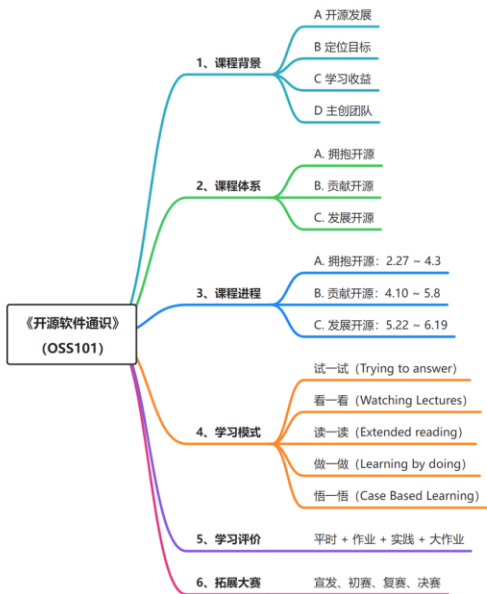 《开源软件通识》
（OSS101）
1、课程背景
A 开源发展
B 定位目标
C 学习收益
D 主创团队
2、课程体系
A. 拥抱开源
B. 贡献开源
C. 发展开源
3、课程进程
A. 拥抱开源：2.27 ~ 4.3
B. 贡献开源：4.10 ~ 5.8
C. 发展开源：5.22 ~ 6.19
4、学习模式
试一试（Trying to answer）
看一看（Watching Lectures）
读一读（Extended reading）
做一做（Learning by doing）
悟一悟（Case Based Learning）
5、学习评价
平时 + 作业 + 实践 + 大作业
6、拓展大赛
宣发、初赛、复赛、决赛